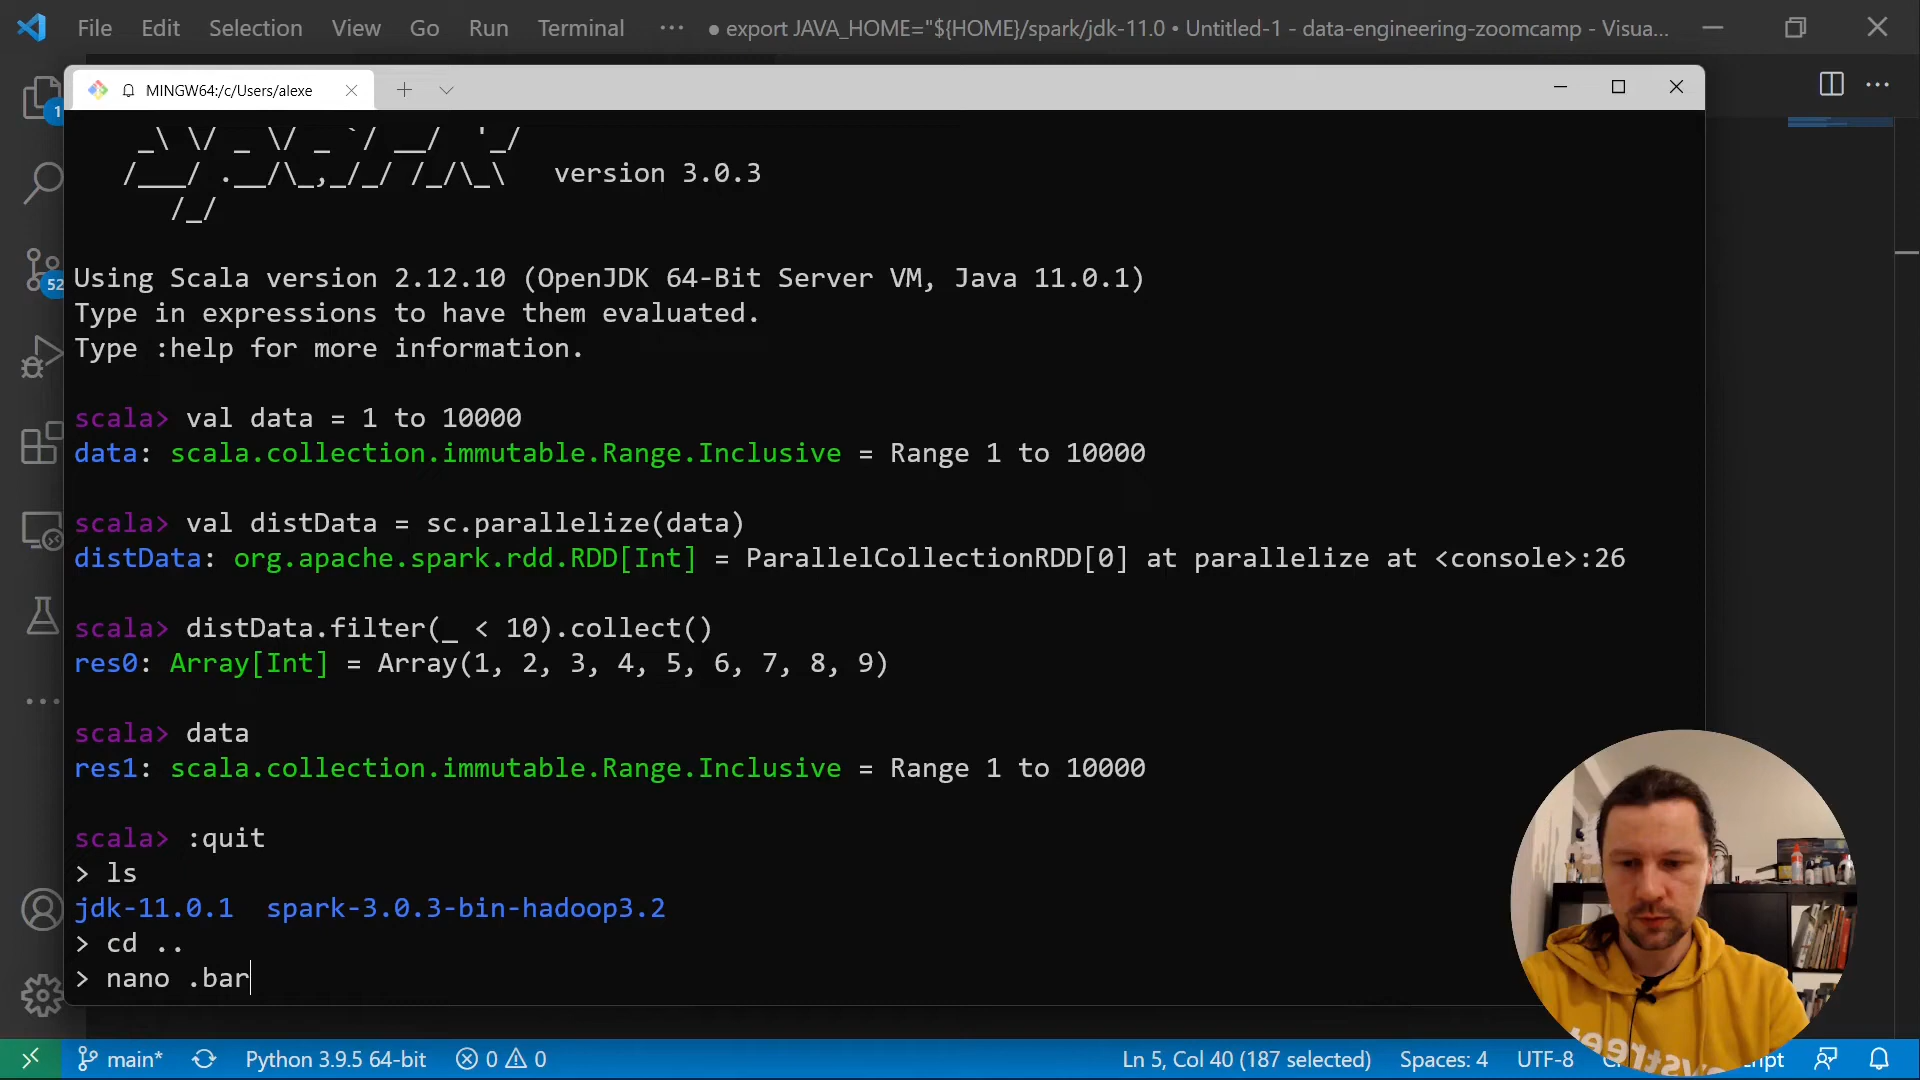 File Edit Selection View Go Run Terminal ··· ● export JAVA_HOME="${HOME}/spark/jdk-11.0 • Untitled-1 - data-engineering-zoomcamp - Visua...
MINGW64:/c/Users/alexe
1
52
version 3.0.3
Using Scala version 2.12.10 (OpenJDK 64-Bit Server VM, Java 11.0.1)
Type in expressions to have them evaluated.
Type :help for more information.
scala> val data = 1 to 10000
data: scala.collection.immutable.Range.Inclusive = Range 1 to 10000
scala> val distData = sc.parallelize(data)
distData: org.apache.spark.rdd.RDD[Int] = ParallelCollectionRDD[0] at parallelize at <console>:26
scala> distData.filter(_ < 10).collect()
res0: Array[Int] = Array(1, 2, 3, 4, 5, 6, 7, 8, 9)
scala> data
res1: scala.collection.immutable.Range.Inclusive = Range 1 to 10000
scala> :quit
> ls
jdk-11.0.1 spark-3.0.3-bin-hadoop3.2
> cd ..
> nano .bar
main* Python 3.9.5 64-bit 0 0 Ln 5, Col 40 (187 selected) Spaces: 4 UTF-8